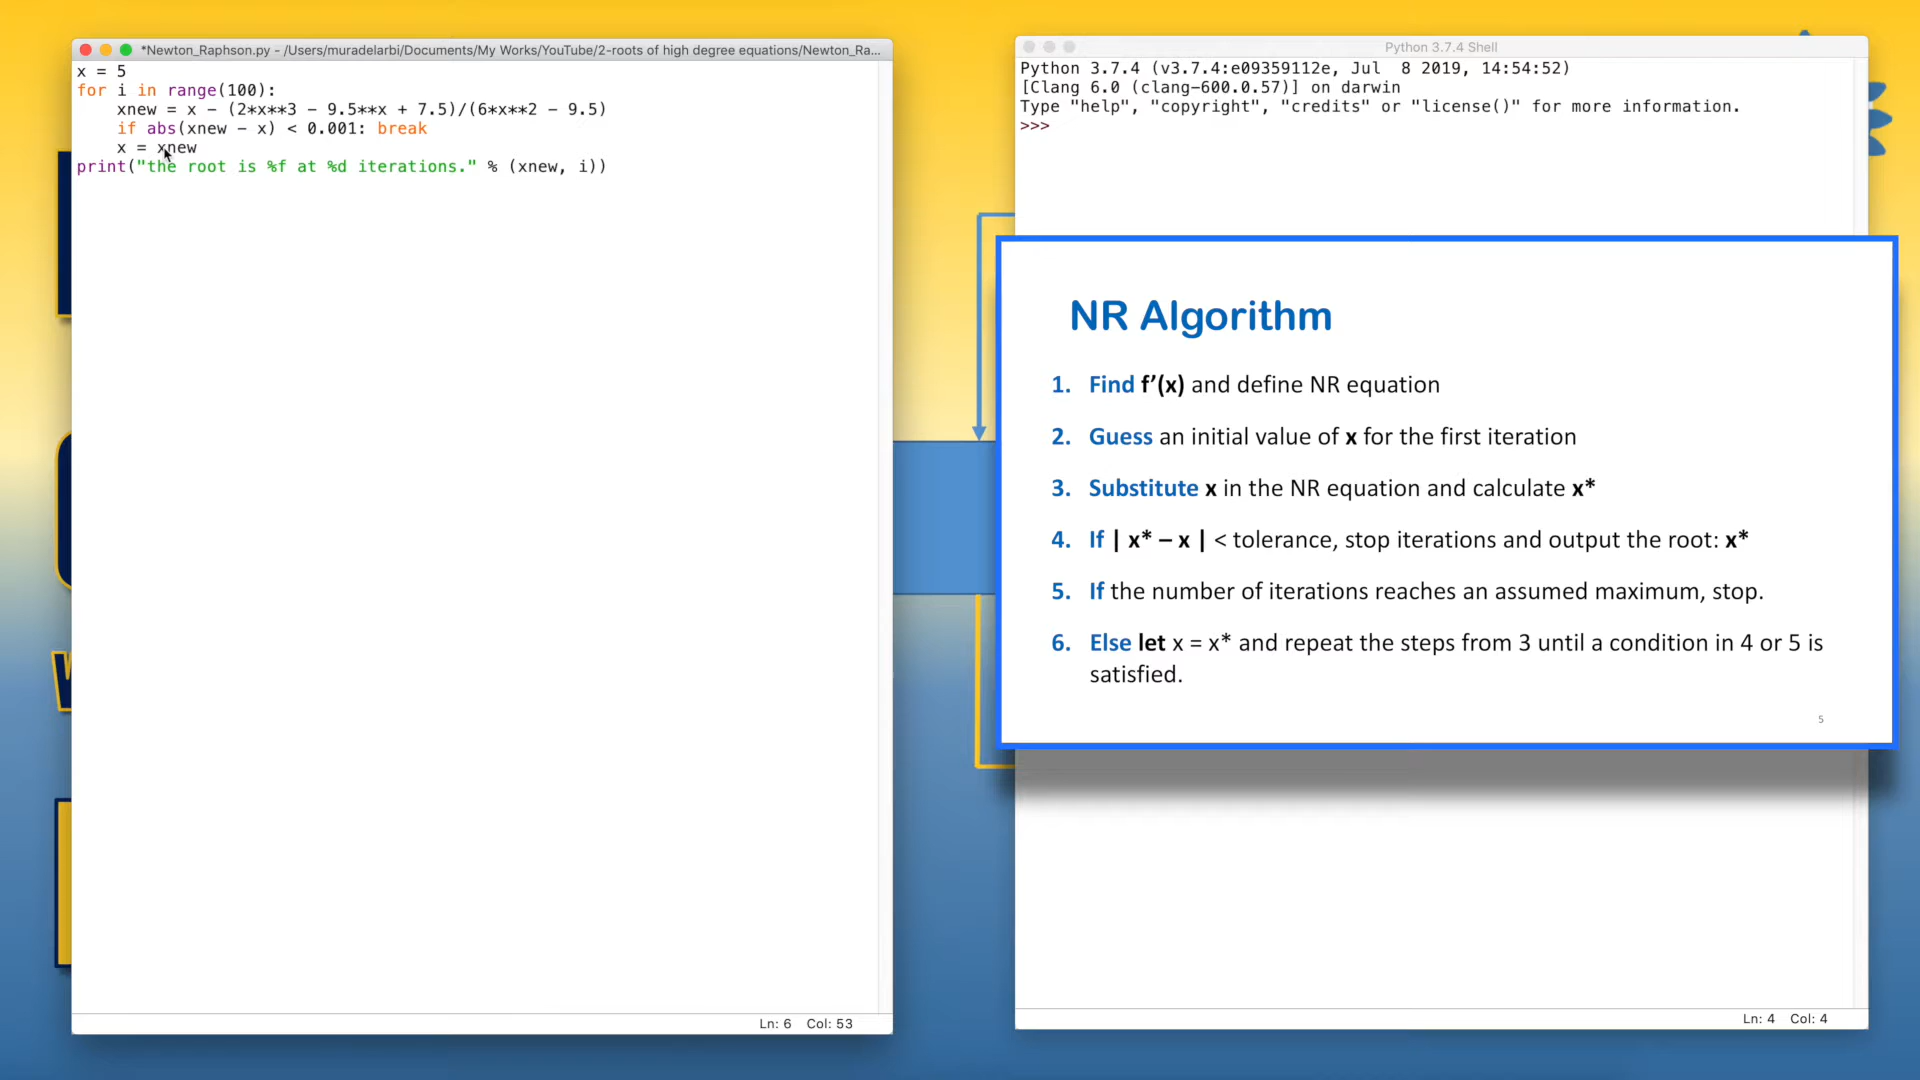 *Newton_Raphson.py - /Users/muradelarbi/Documents/My Works/YouTube/2-roots of high degree equations/Newton_Ra...
x = 5
for i in range(100):
    xnew = x - (2*x**3 - 9.5**x + 7.5)/(6*x**2 - 9.5)
    if abs(xnew - x) < 0.001: break
    x = xnew
print("the root is %f at %d iterations." % (xnew, i))
Ln: 6 Col: 53
Python 3.7.4 Shell
Python 3.7.4 (v3.7.4:e09359112e, Jul  8 2019, 14:54:52)
[Clang 6.0 (clang-600.0.57)] on darwin
Type "help", "copyright", "credits" or "license()" for more information.
>>>
NR Algorithm
1. Find f’(x) and define NR equation
2. Guess an initial value of x for the first iteration
3. Substitute x in the NR equation and calculate x*
4. If | x* – x | < tolerance, stop iterations and output the root: x*
5. If the number of iterations reaches an assumed maximum, stop.
6. Else let x = x* and repeat the steps from 3 until a condition in 4 or 5 is
satisfied.
5
Ln: 4 Col: 4